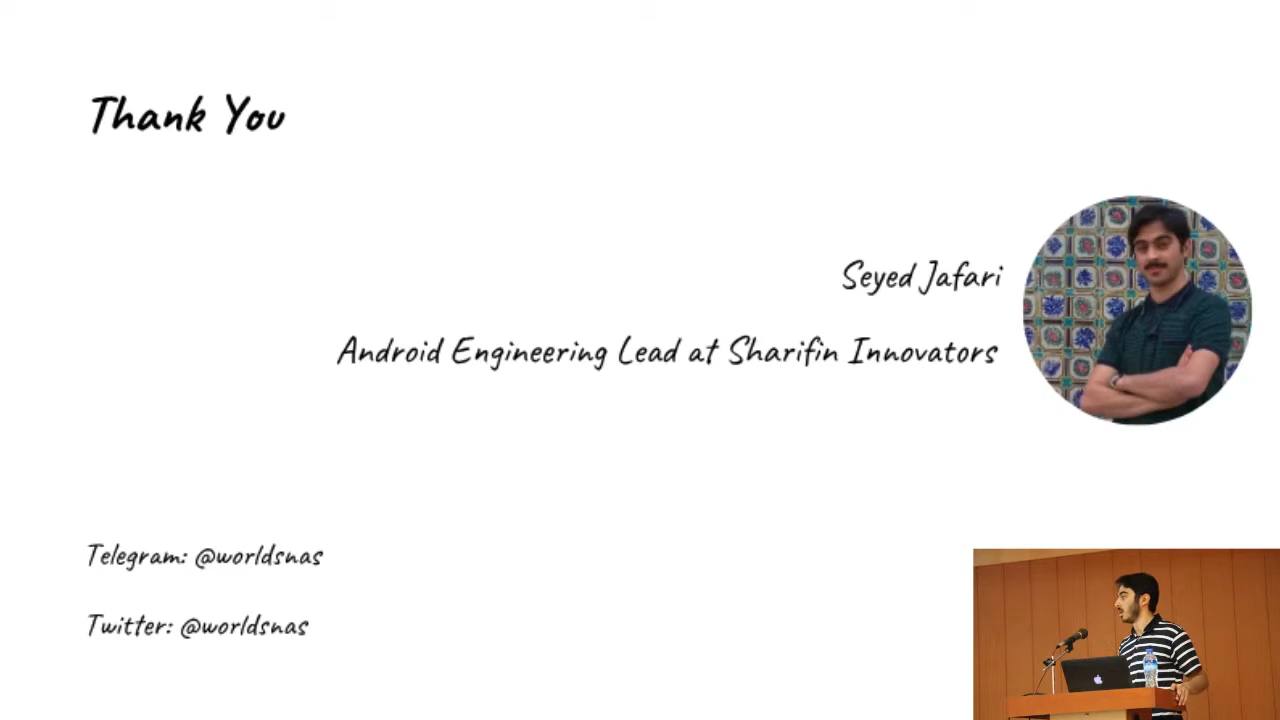 Thank You
Seyed Jafari
Android Engineering Lead at Sharifin Innovators
Telegram: @worldsnas
Twitter: @worldsnas